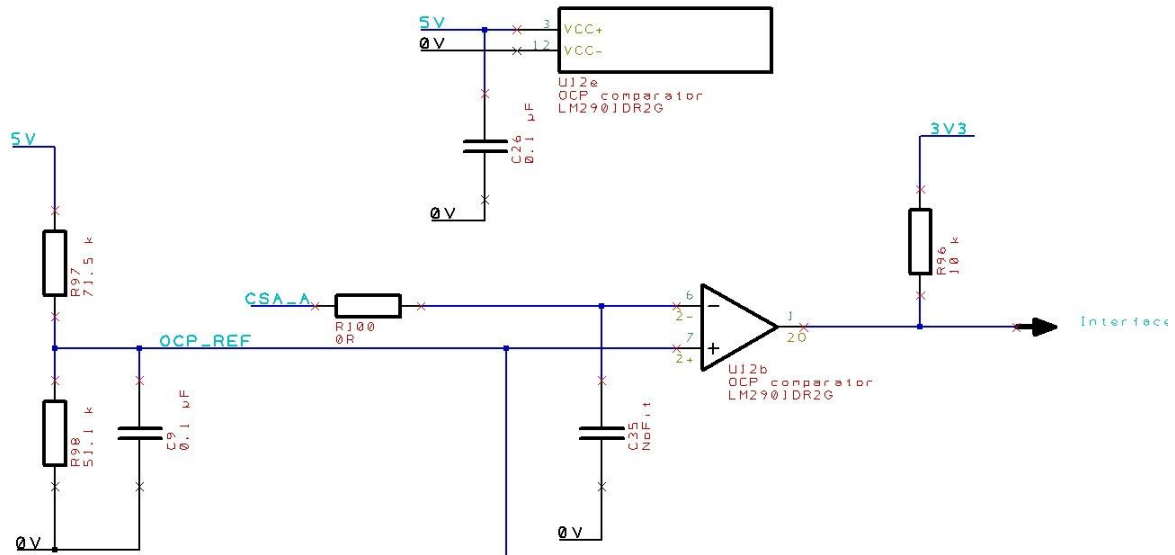 5V
3
VCC+
0V
12
VCC-
U12e
OCP comparator
LM2901DR2G
C26
0.1 µF
0V
5V
3V3
R97
71.5 k
R96
10 k
CSA_A
R100
0R
6
2-
1
2O
Interface
OCP_REF
7
2+
U12b
OCP comparator
LM2901DR2G
R98
51.1 k
C9
0.1 µF
C35
NoFit
0V
0V